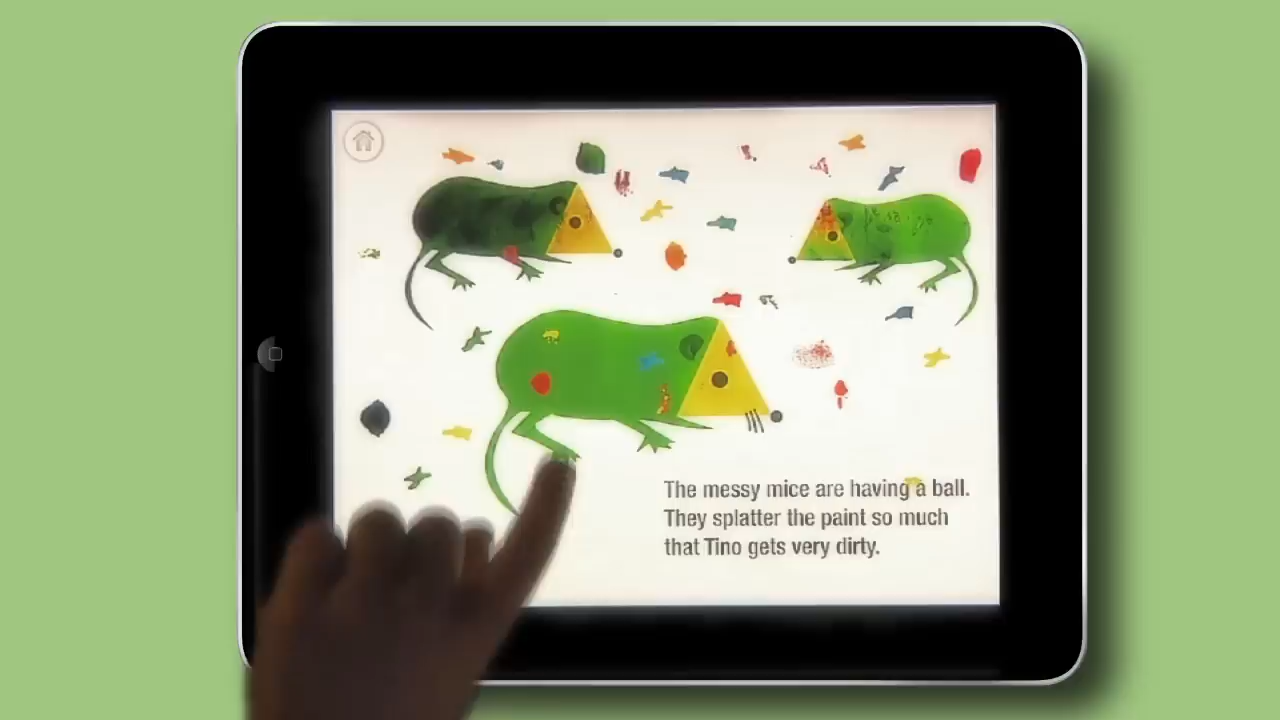 The messy mice are having a ball.
They splatter the paint so much
that Tino gets very dirty.